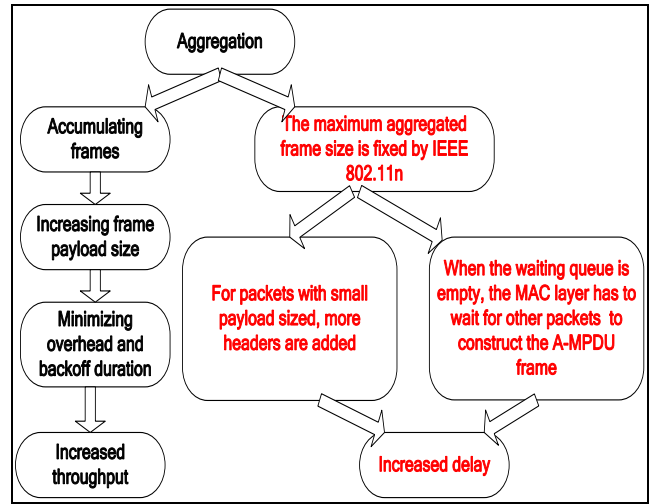 Aggregation
Accumulating
frames
The maximum aggregated
frame size is fixed by IEEE
802.11n
Increasing frame
payload size
For packets with small
payload sized, more
headers are added
When the waiting queue is
empty, the MAC layer has to
wait for other packets to
construct the A-MPDU
frame
Minimizing
overhead and
backoff duration
Increased
throughput
Increased delay